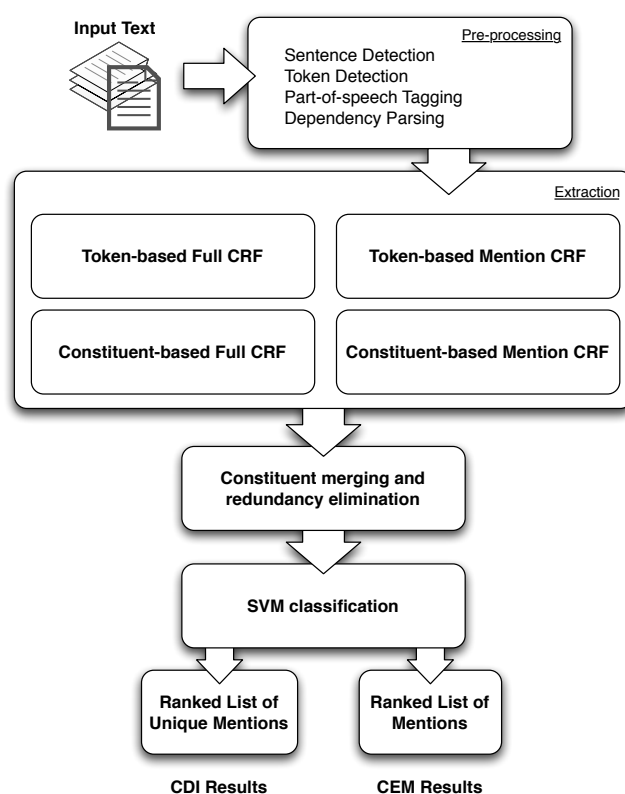 Input Text
Pre-processing
Sentence Detection
Token Detection
Part-of-speech Tagging
Dependency Parsing
Extraction
Token-based Full CRF
Token-based Mention CRF
Constituent-based Full CRF
Constituent-based Mention CRF
Constituent merging and
redundancy elimination
SVM classification
Ranked List of
Unique Mentions
Ranked List of
Mentions
CDI Results
CEM Results